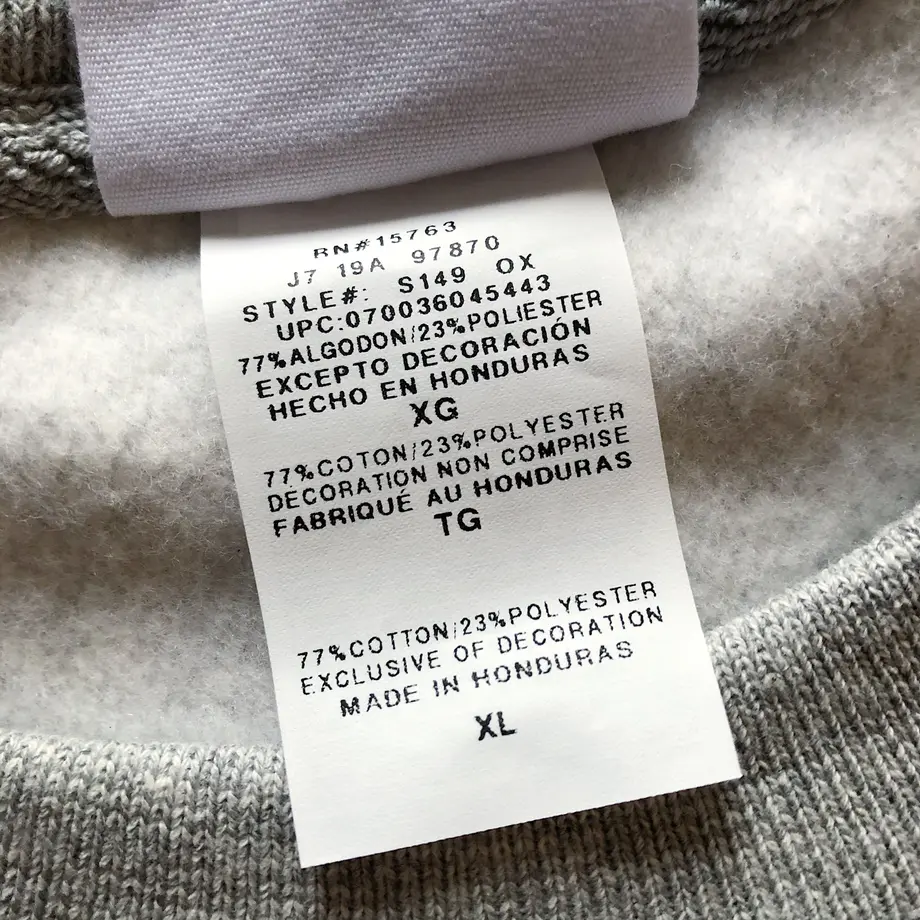 RN#15763
J7 19A 97870
STYLE#: S149 OX
UPC:070036045443
77%ALGODON/23%POLIESTER
EXCEPTO DECORACIÓN
HECHO EN HONDURAS
XG
77%COTON/23%POLYESTER
DECORATION NON COMPRISE
FABRIQUÉ AU HONDURAS
TG
77%COTTON/23%POLYESTER
EXCLUSIVE OF DECORATION
MADE IN HONDURAS
XL